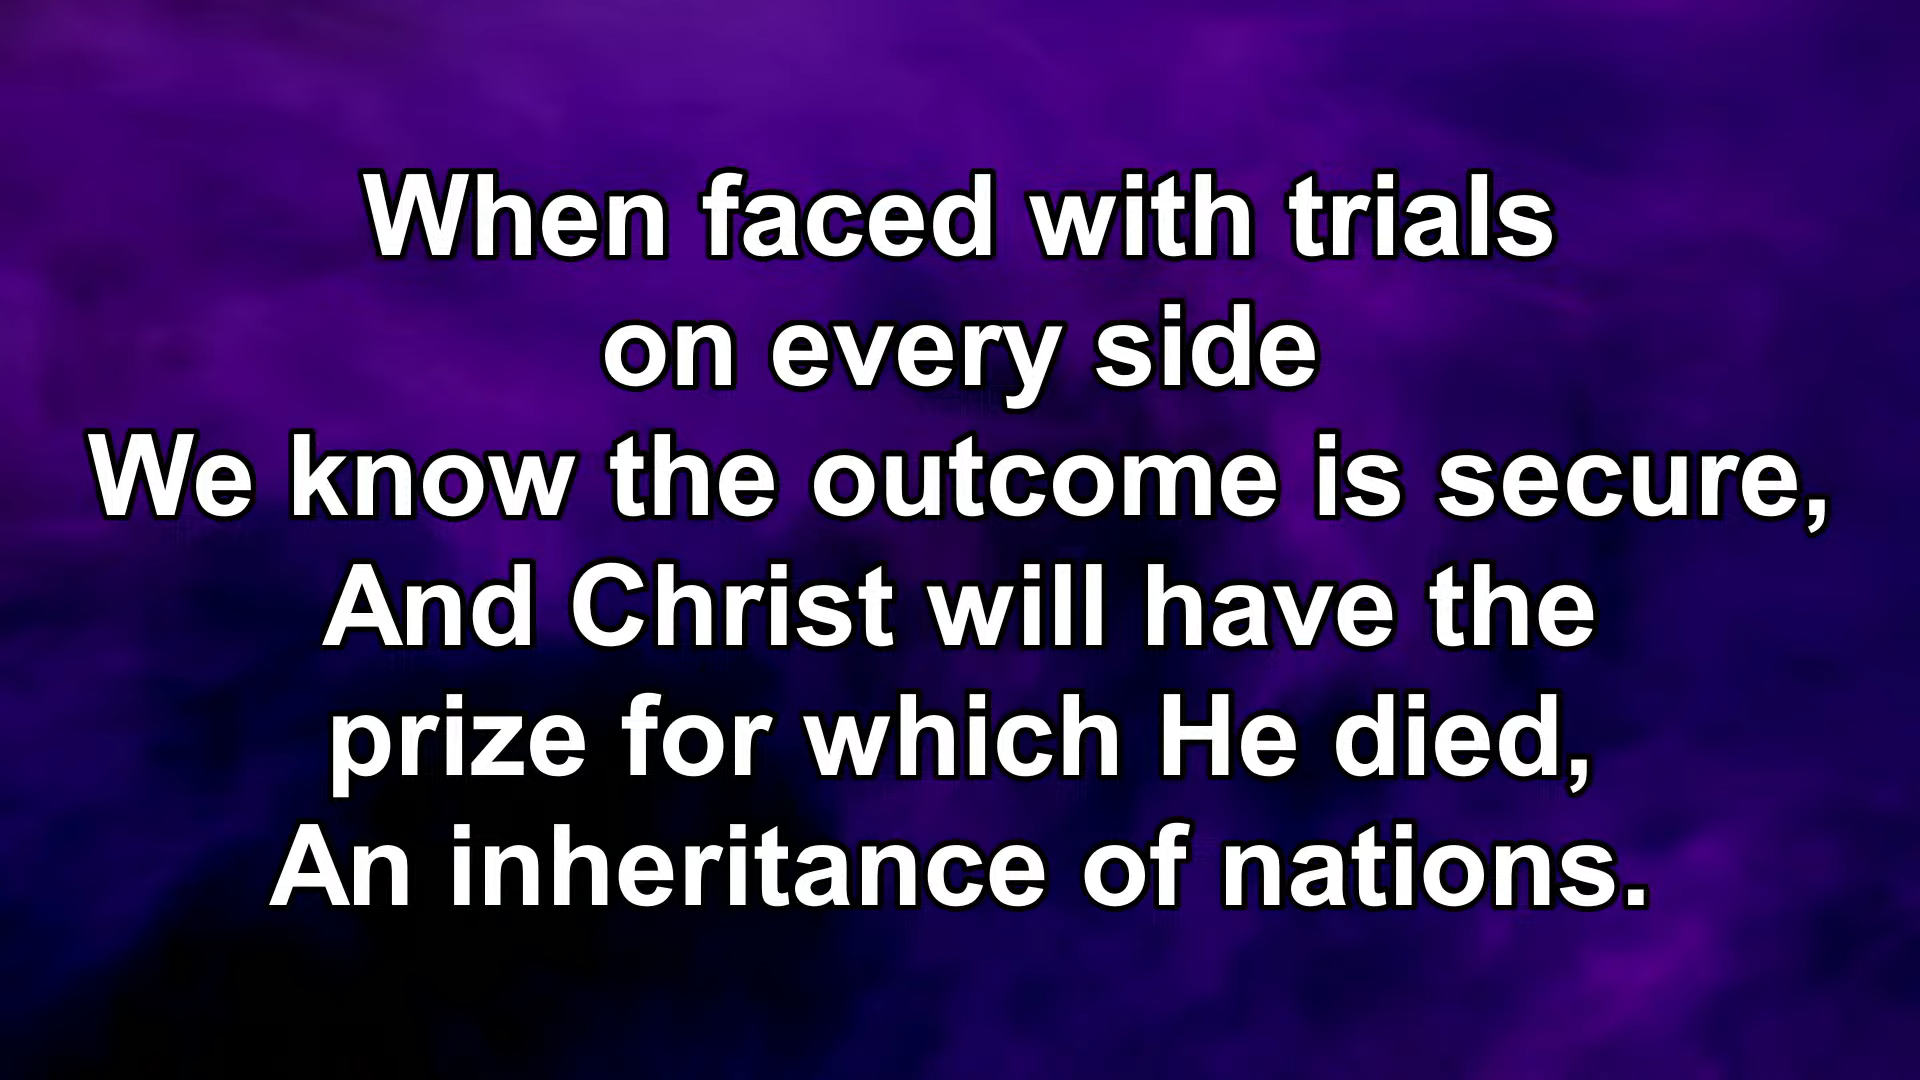 When faced with trials
on every side
We know the outcome is secure,
And Christ will have the
prize for which He died,
An inheritance of nations.